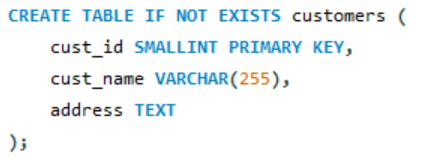 CREATE TABLE IF NOT EXISTS customers (
    cust_id SMALLINT PRIMARY KEY,
    cust_name VARCHAR(255),
    address TEXT
);